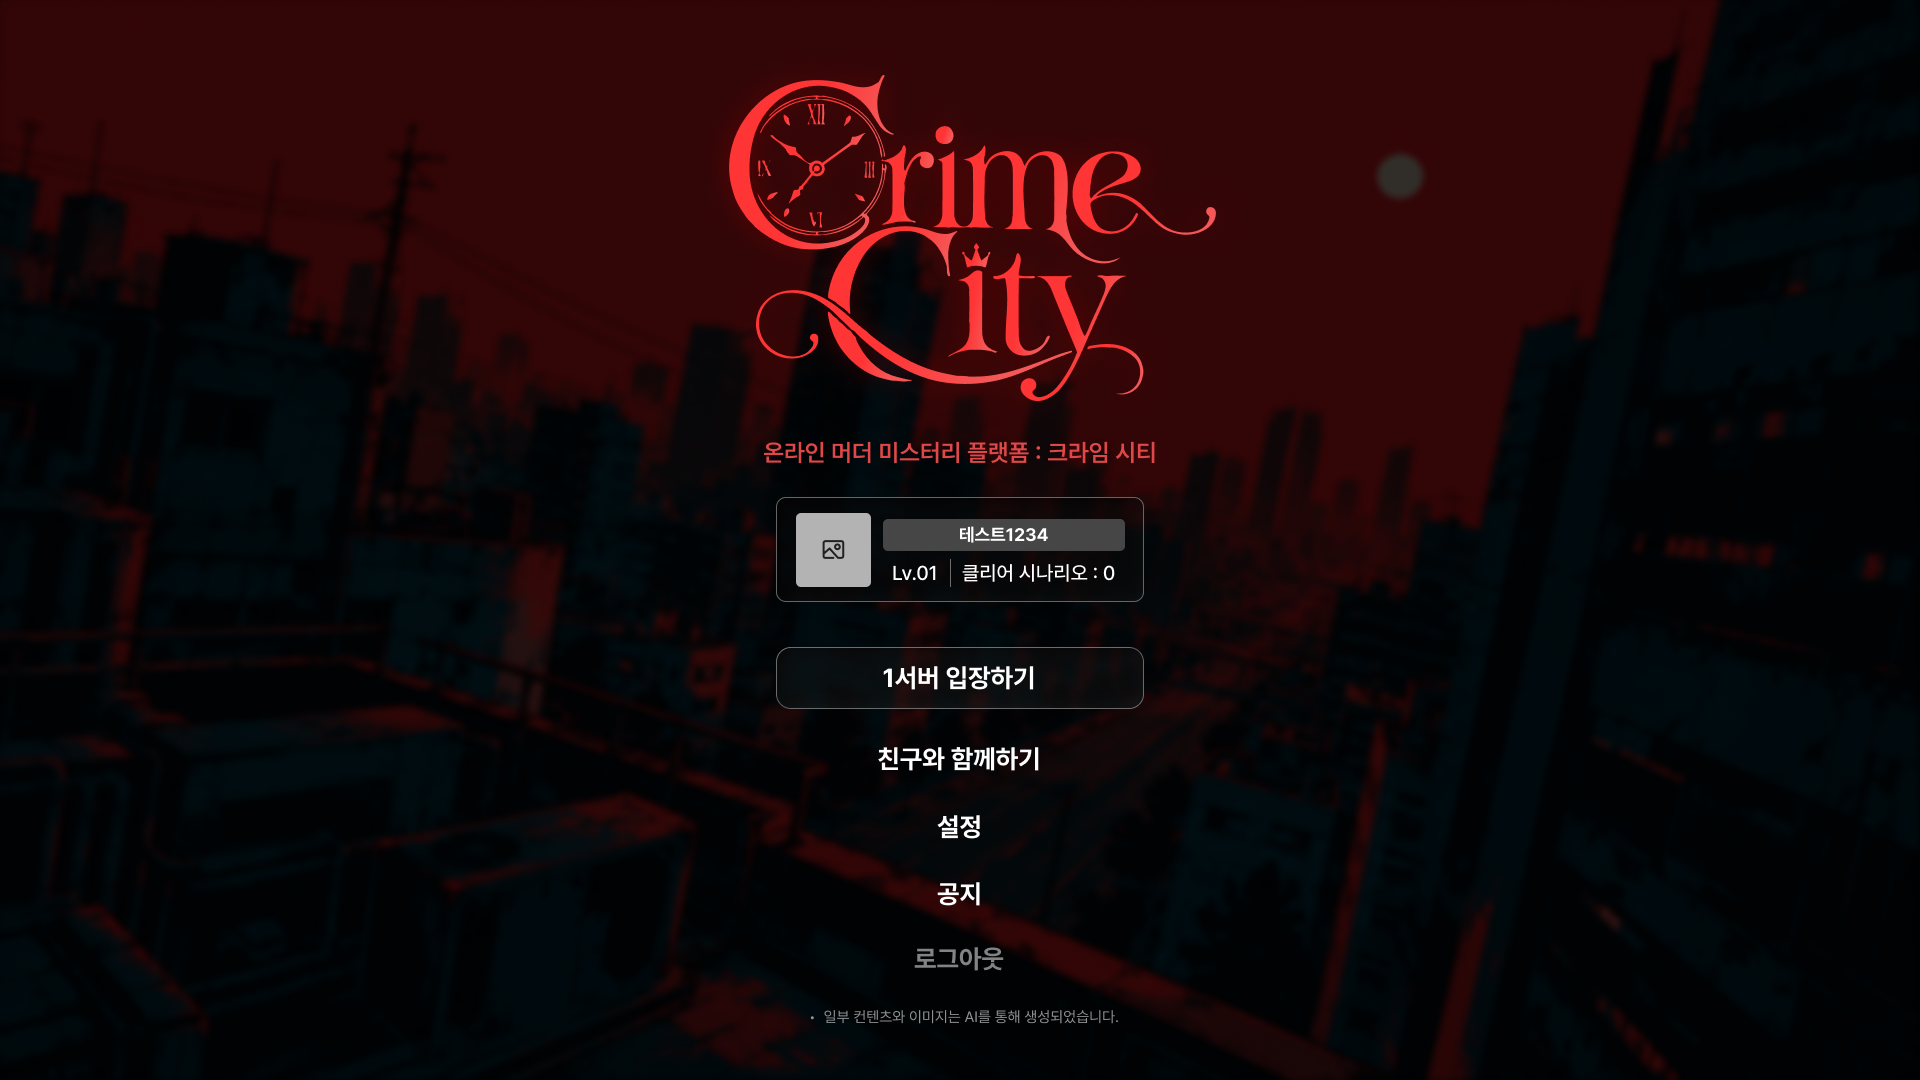 Crime
City
XII
III
VI
IX
온라인 머더 미스터리 플랫폼 : 크라임 시티
테스트1234
Lv.01 클리어 시나리오 : 0
1서버 입장하기
친구와 함께하기
설정
공지
로그아웃
• 일부 컨텐츠와 이미지는 AI를 통해 생성되었습니다.